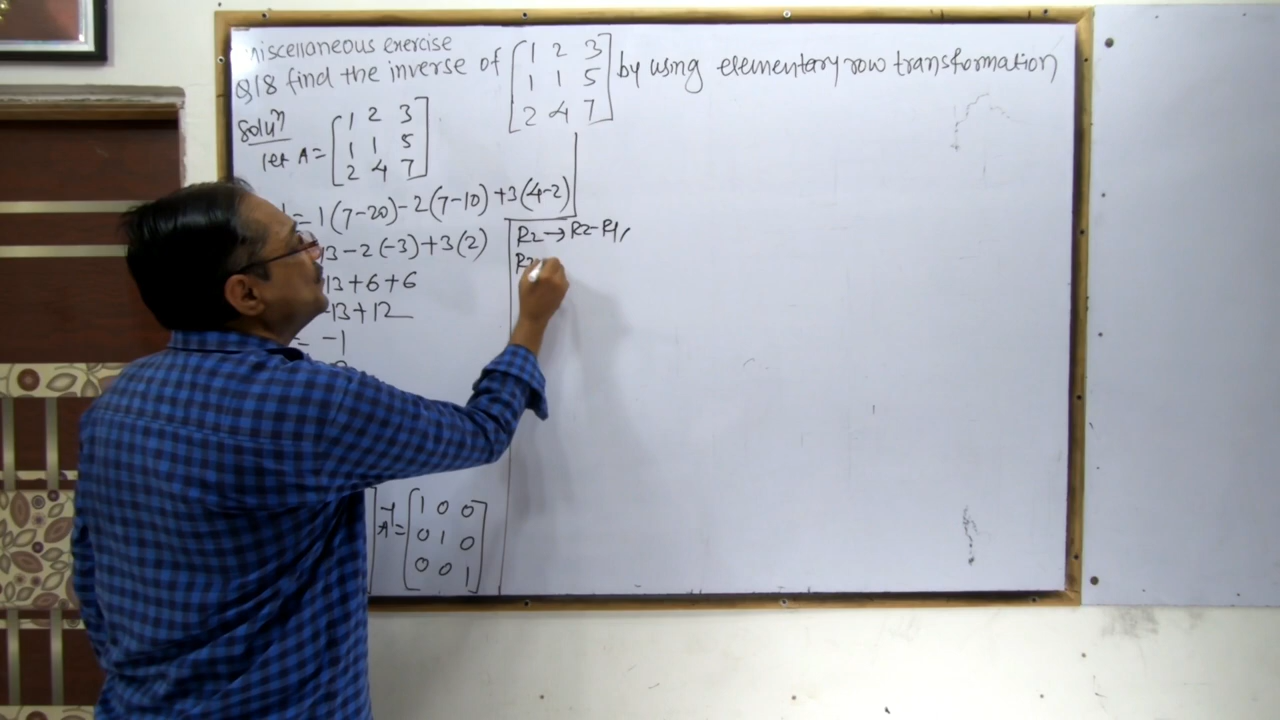 Miscellaneous exercise
Q18 find the inverse of [1 2 3 by using elementary row transformation
1 1 5
2 4 7]
Soluⁿ
let A = [1 2 3
1 1 5
2 4 7]
= 1(7-20)-2(7-10)+3(4-2)
13-2(-3)+3(2)
13+6+6
-13+12
= -1
A⁻¹ = [1 0 0
0 1 0
0 0 1]
R2→R2-R1,